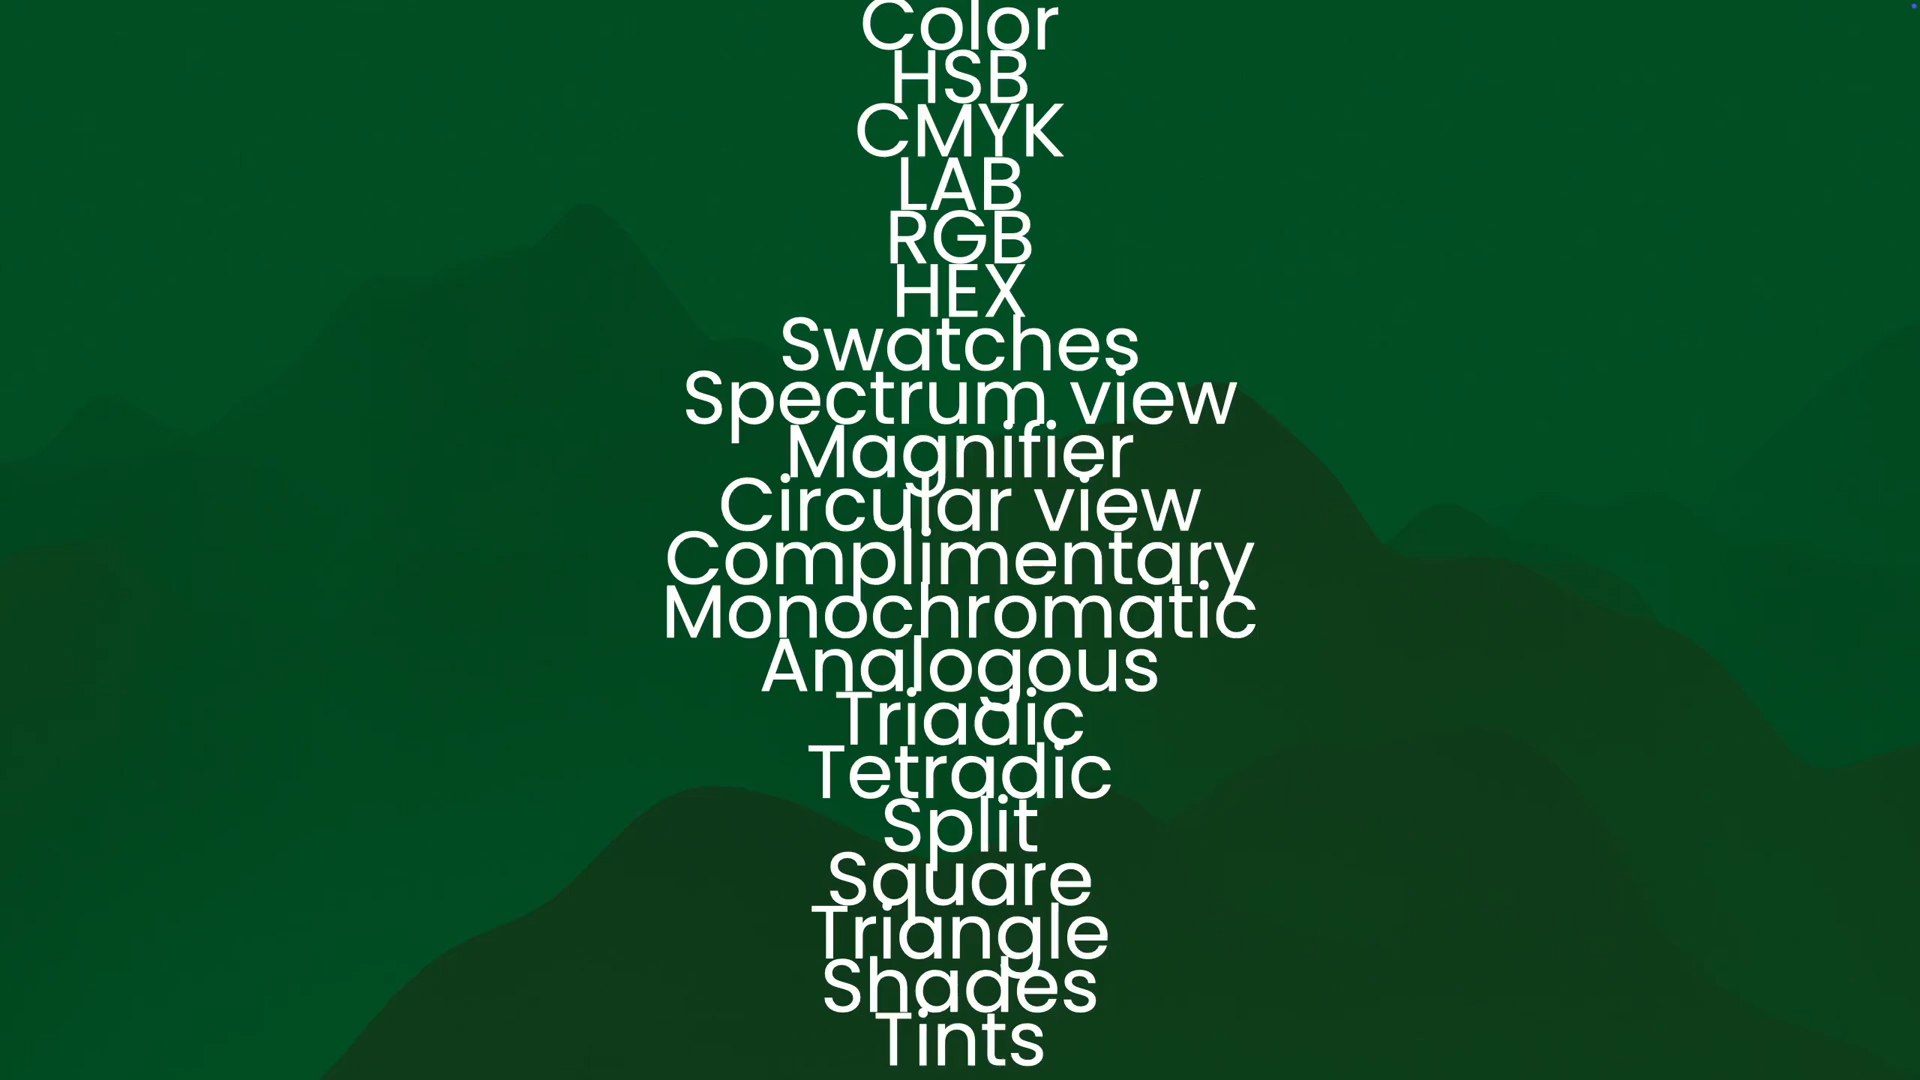 Color
HSB
CMYK
LAB
RGB
HEX
Swatches
Spectrum view
Magnifier
Circular view
Complimentary
Monochromatic
Analogous
Triadic
Tetradic
Split
Square
Triangle
Shades
Tints